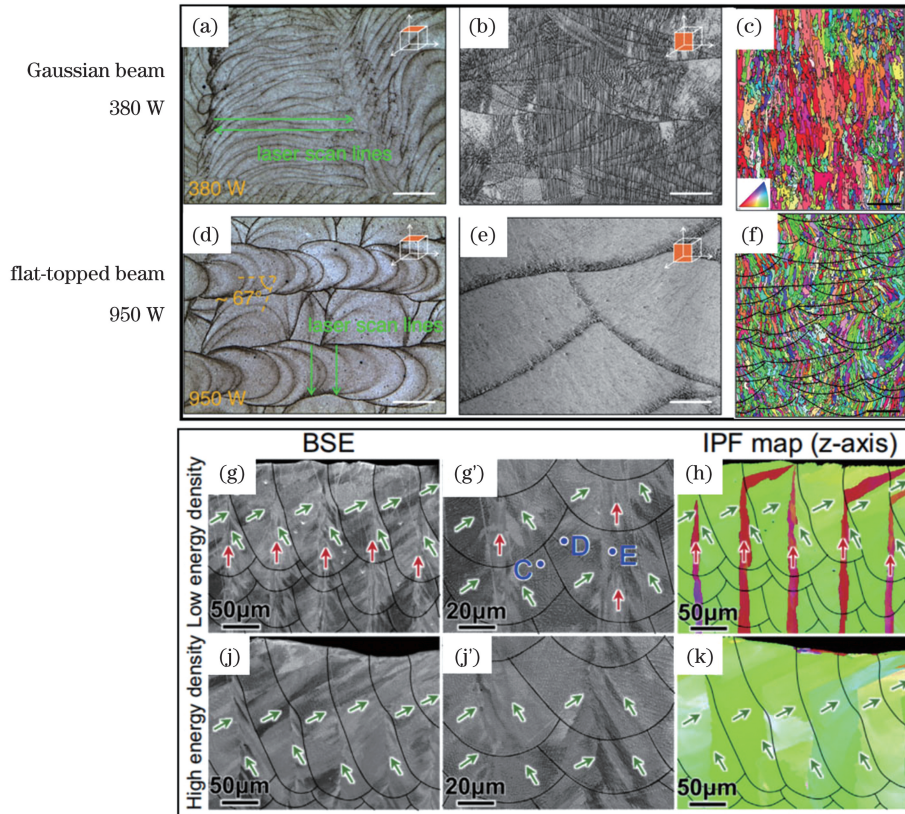 Gaussian beam
380 W
(a)
laser scan lines
380 W
(b)
(c)
flat-topped beam
950 W
(d)
~ 67°
laser scan lines
950 W
(e)
(f)
BSE
IPF map (z-axis)
Low energy density
(g)
50μm
(g')
C
D
E
20μm
(h)
50μm
High energy density
(j)
50μm
(j')
20μm
(k)
50μm